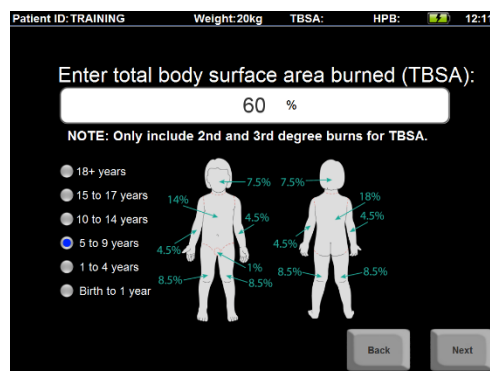 Patient ID: TRAINING Weight:20kg TBSA: HPB: 12:11
Enter total body surface area burned (TBSA):
60 %
NOTE: Only include 2nd and 3rd degree burns for TBSA.
18+ years
15 to 17 years
10 to 14 years
5 to 9 years
1 to 4 years
Birth to 1 year
7.5% 7.5%
14% 18%
4.5% 4.5%
4.5% 4.5%
1%
8.5% 8.5% 8.5% 8.5%
Back Next